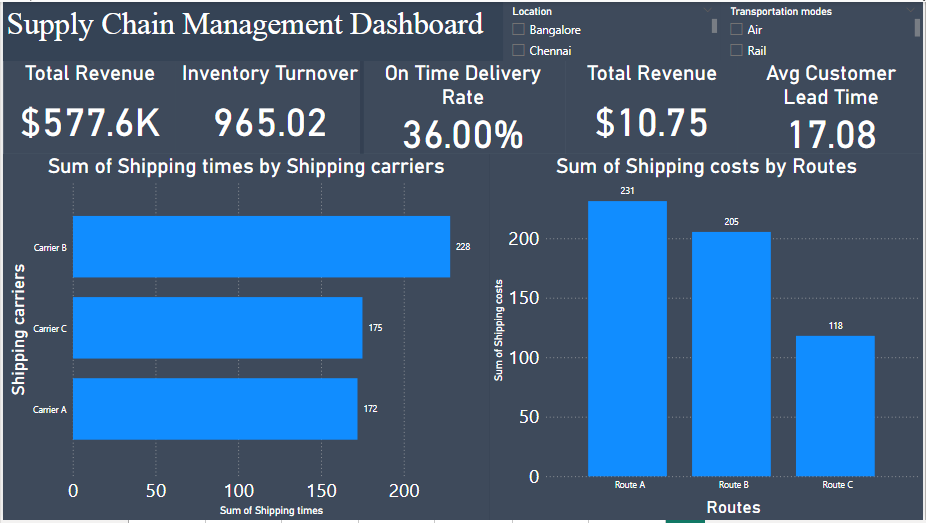 Supply Chain Management Dashboard
Location
Bangalore
Chennai
Transportation modes
Air
Rail
Total Revenue
$577.6K
Inventory Turnover
965.02
On Time Delivery
Rate
36.00%
Total Revenue
$10.75
Avg Customer
Lead Time
17.08
Sum of Shipping times by Shipping carriers
Shipping carriers
Carrier B
228
Carrier C
175
Carrier A
172
0 50 100 150 200
Sum of Shipping times
Sum of Shipping costs by Routes
Sum of Shipping costs
200
150
100
50
0
231
205
118
Route A Route B Route C
Routes